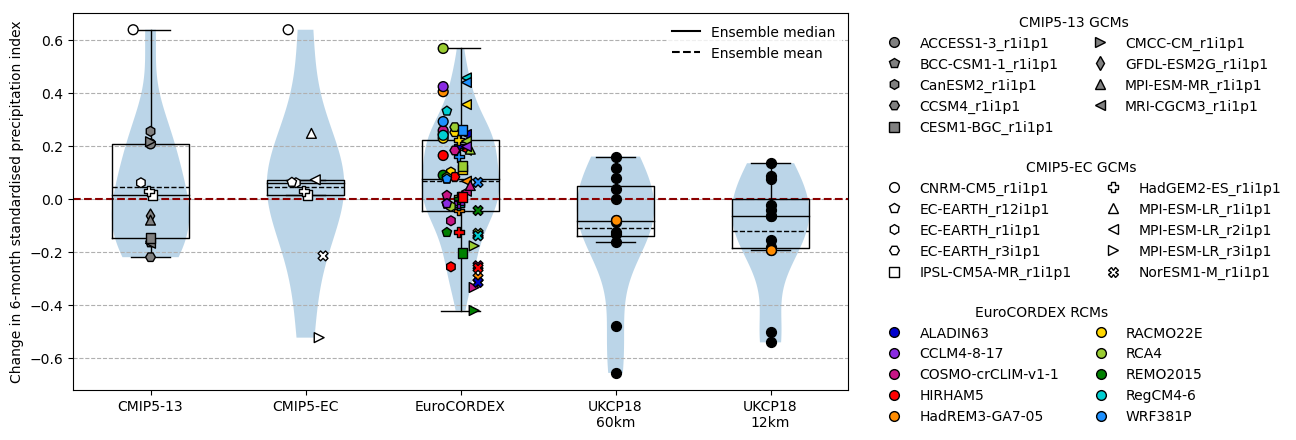 Change in 6-month standardised precipitation index
0.6
0.4
0.2
0.0
−0.2
−0.4
−0.6
Ensemble median
Ensemble mean
CMIP5-13
CMIP5-EC
EuroCORDEX
UKCP18
60km
UKCP18
12km
CMIP5-13 GCMs
ACCESS1-3_r1i1p1
BCC-CSM1-1_r1i1p1
CanESM2_r1i1p1
CCSM4_r1i1p1
CESM1-BGC_r1i1p1
CMCC-CM_r1i1p1
GFDL-ESM2G_r1i1p1
MPI-ESM-MR_r1i1p1
MRI-CGCM3_r1i1p1
CMIP5-EC GCMs
CNRM-CM5_r1i1p1
EC-EARTH_r12i1p1
EC-EARTH_r1i1p1
EC-EARTH_r3i1p1
IPSL-CM5A-MR_r1i1p1
HadGEM2-ES_r1i1p1
MPI-ESM-LR_r1i1p1
MPI-ESM-LR_r2i1p1
MPI-ESM-LR_r3i1p1
NorESM1-M_r1i1p1
EuroCORDEX RCMs
ALADIN63
CCLM4-8-17
COSMO-crCLIM-v1-1
HIRHAM5
HadREM3-GA7-05
RACMO22E
RCA4
REMO2015
RegCM4-6
WRF381P